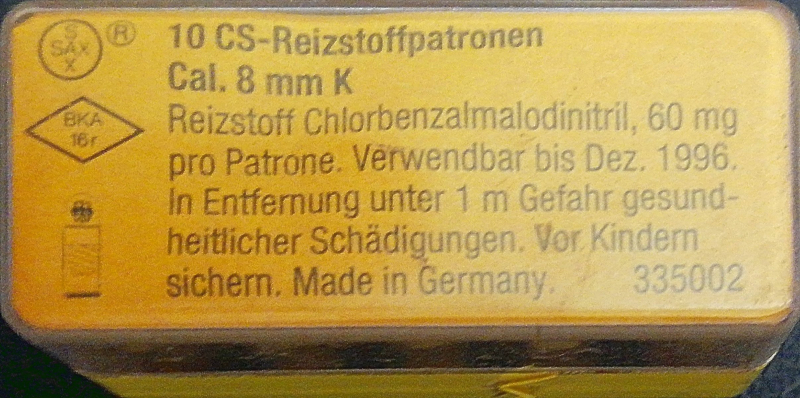 S
SAX
X
®
10 CS-Reizstoffpatronen
Cal. 8 mm K
BKA
16r
Reizstoff Chlorbenzalmalodinitril, 60 mg
pro Patrone. Verwendbar bis Dez. 1996.
In Entfernung unter 1 m Gefahr gesund-
heitlicher Schädigungen. Vor Kindern
sichern. Made in Germany. 335002